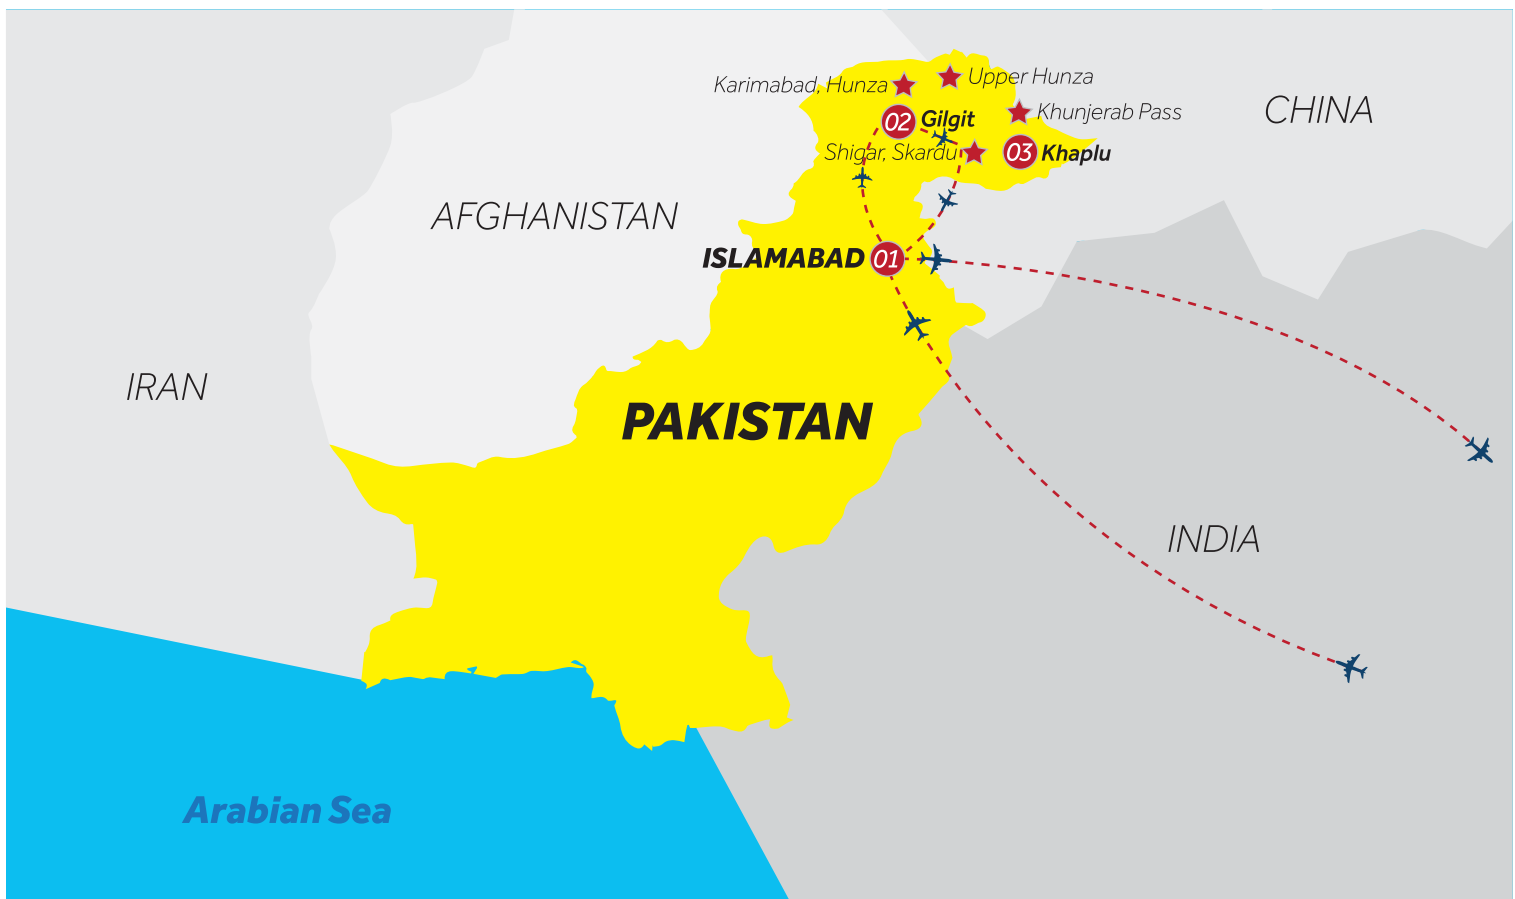 Karimabad, Hunza
Upper Hunza
Khunjerab Pass
CHINA
02 Gilgit
Shigar, Skardu
03 Khaplu
AFGHANISTAN
ISLAMABAD 01
IRAN
PAKISTAN
INDIA
Arabian Sea